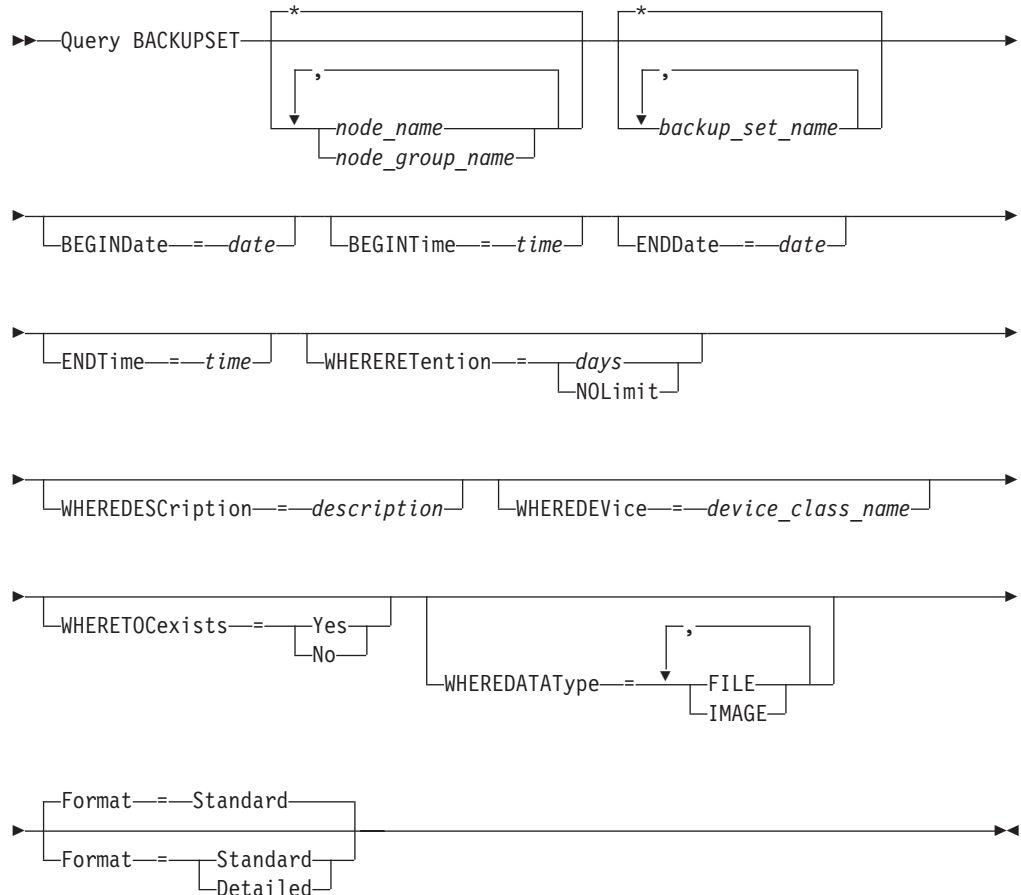 *
*
Query BACKUPSET
,
,
node_name
backup_set_name
node_group_name
BEGINDate = date
BEGINTime = time
ENDDate = date
ENDTime = time
WHERERETention = days
NOLimit
WHEREDESCription = description
WHEREDEVice = device_class_name
WHERETOCexists = Yes
No
,
WHEREDATAType = FILE
IMAGE
Format = Standard
Format = Standard
Detailed